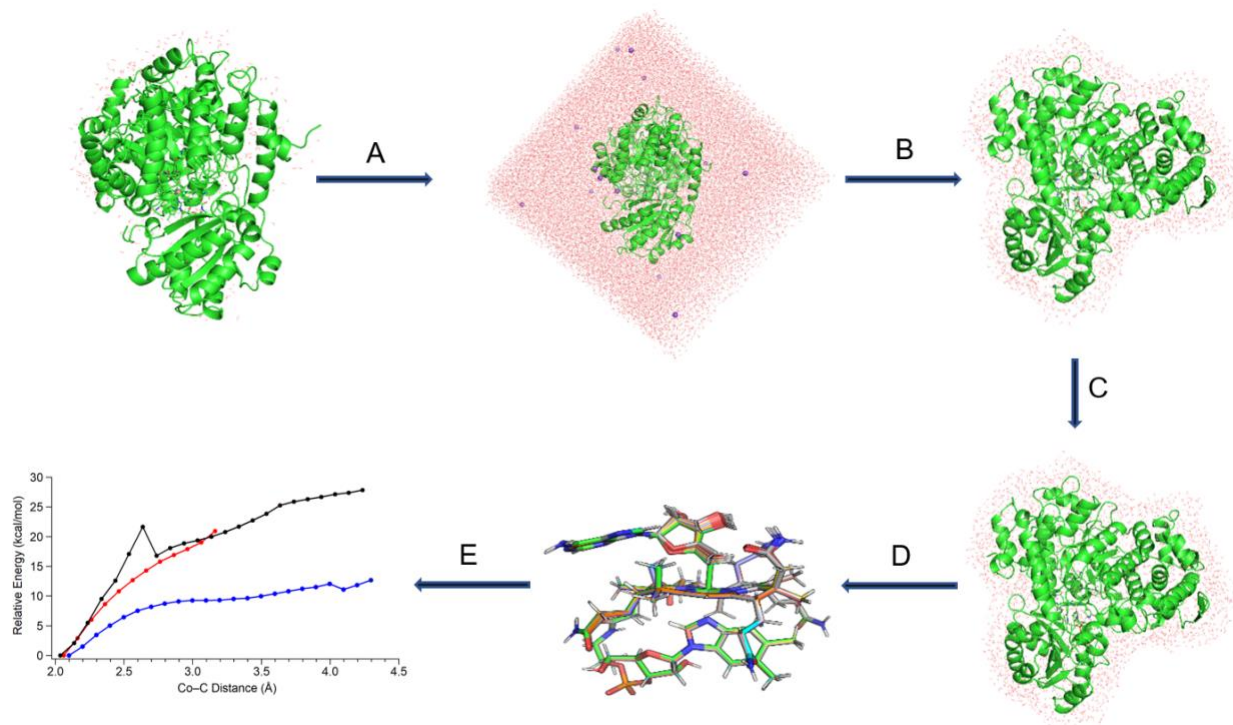 A
B
C
D
E
30
25
20
15
10
5
0
2.0 2.5 3.0 3.5 4.0 4.5
Relative Energy (kcal/mol)
Co–C Distance (Å)